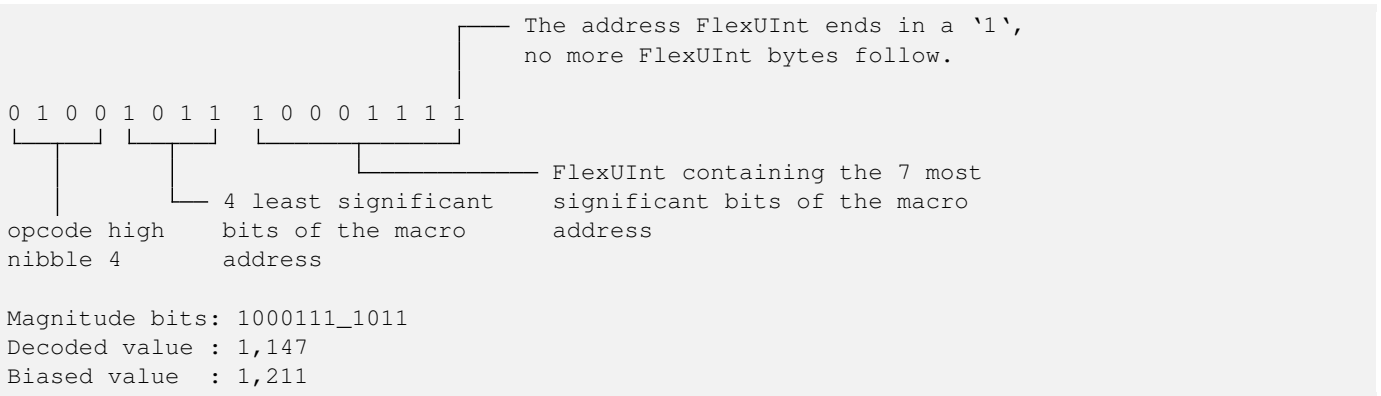 The address FlexUInt ends in a ‘1‘,
no more FlexUInt bytes follow.
0 1 0 0 1 0 1 1 1 0 0 0 1 1 1 1
FlexUInt containing the 7 most
4 least significant significant bits of the macro
opcode high bits of the macro address
nibble 4 address
Magnitude bits: 1000111_1011
Decoded value : 1,147
Biased value : 1,211